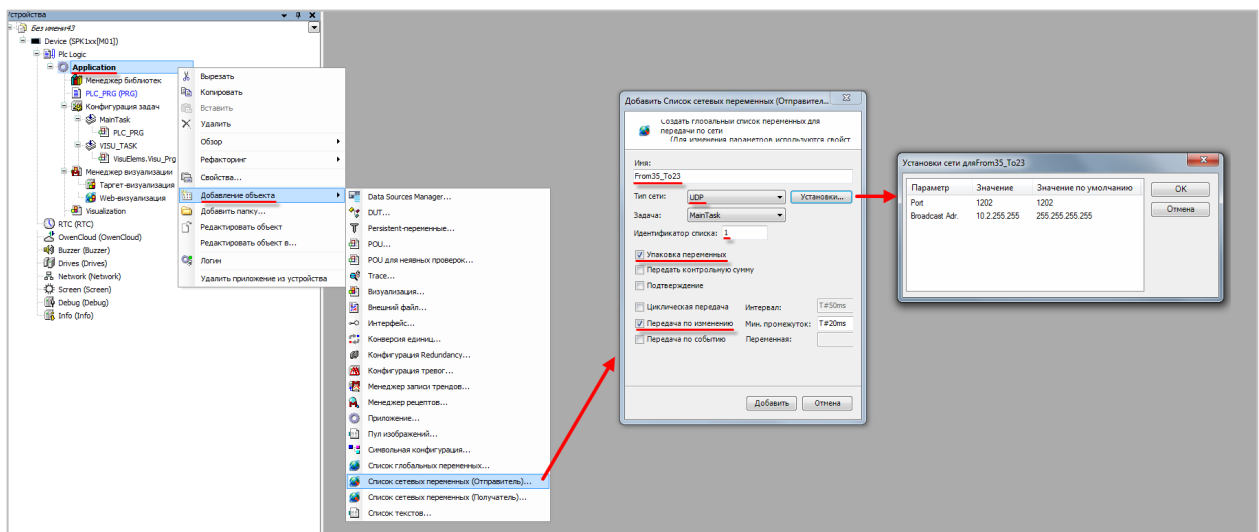 Устройства
Без имени43
Device (SPK1xx[M01])
Plc Logic
Application
Менеджер библиотек
PLC_PRG (PRG)
Конфигурация задач
MainTask
PLC_PRG
VISU_TASK
VisuElems.Visu_Prg
Менеджер визуализации
Таргет-визуализация
Web-визуализация
Visualization
RTC (RTC)
OwenCloud (OwenCloud)
Buzzer (Buzzer)
Drives (Drives)
Network (Network)
Screen (Screen)
Debug (Debug)
Info (Info)
Вырезать
Копировать
Вставить
Удалить
Обзор
Рефакторинг
Свойства...
Добавление объекта
Добавить папку...
Редактировать объект
Редактировать объект в...
Логин
Удалить приложение из устройства
Data Sources Manager...
DUT...
Persistent-переменные...
POU...
POU для неявных проверок...
Trace...
Визуализация...
Внешний файл...
Интерфейс...
Конверсия единиц...
Конфигурация Redundancy...
Конфигурация тревог...
Менеджер записи трендов...
Менеджер рецептов...
Приложение...
Пул изображений...
Символьная конфигурация...
Список глобальных переменных...
Список сетевых переменных (Отправитель)...
Список сетевых переменных (Получатель)...
Список текстов...
Добавить Список сетевых переменных (Отправител...
Создать глобальный список переменных для
передачи по сети
(Для изменения параметров используются свойст
Имя:
From35_To23
Тип сети: UDP Установки...
Задача: MainTask
Идентификатор списка: 1
Упаковка переменных
Передать контрольную сумму
Подтверждение
Циклическая передача Интервал: T#50ms
Передача по изменению Мин. промежуток: T#20ms
Передача по событию Переменная:
Добавить Отмена
Установки сети дляFrom35_To23
Параметр Значение Значение по умолчанию
Port 1202 1202
Broadcast Adr. 10.2.255.255 255.255.255.255
OK
Отмена